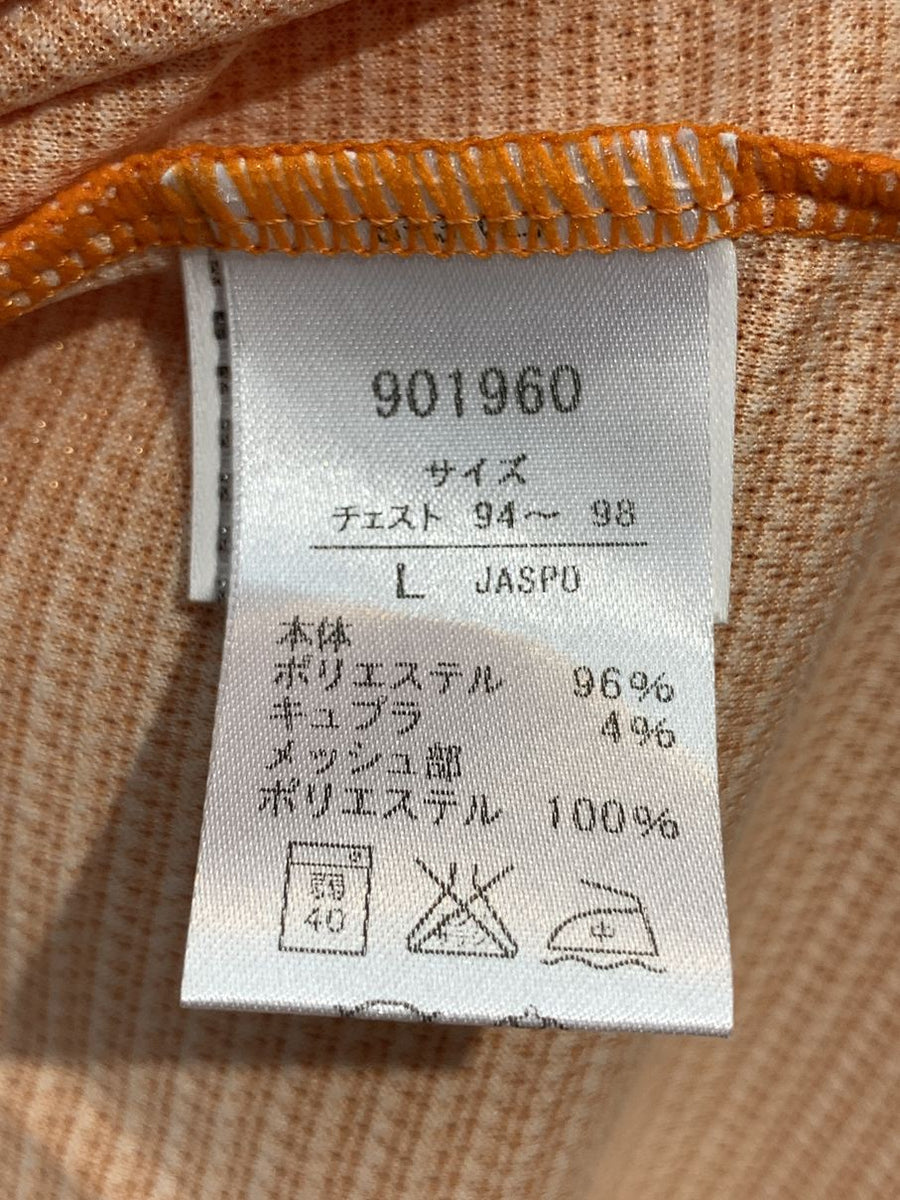 901960
サイズ
チェスト 94～ 98
L JASPO
本体
ポリエステル 96%
キュプラ 4%
メッシュ部
ポリエステル 100%
弱
40
中